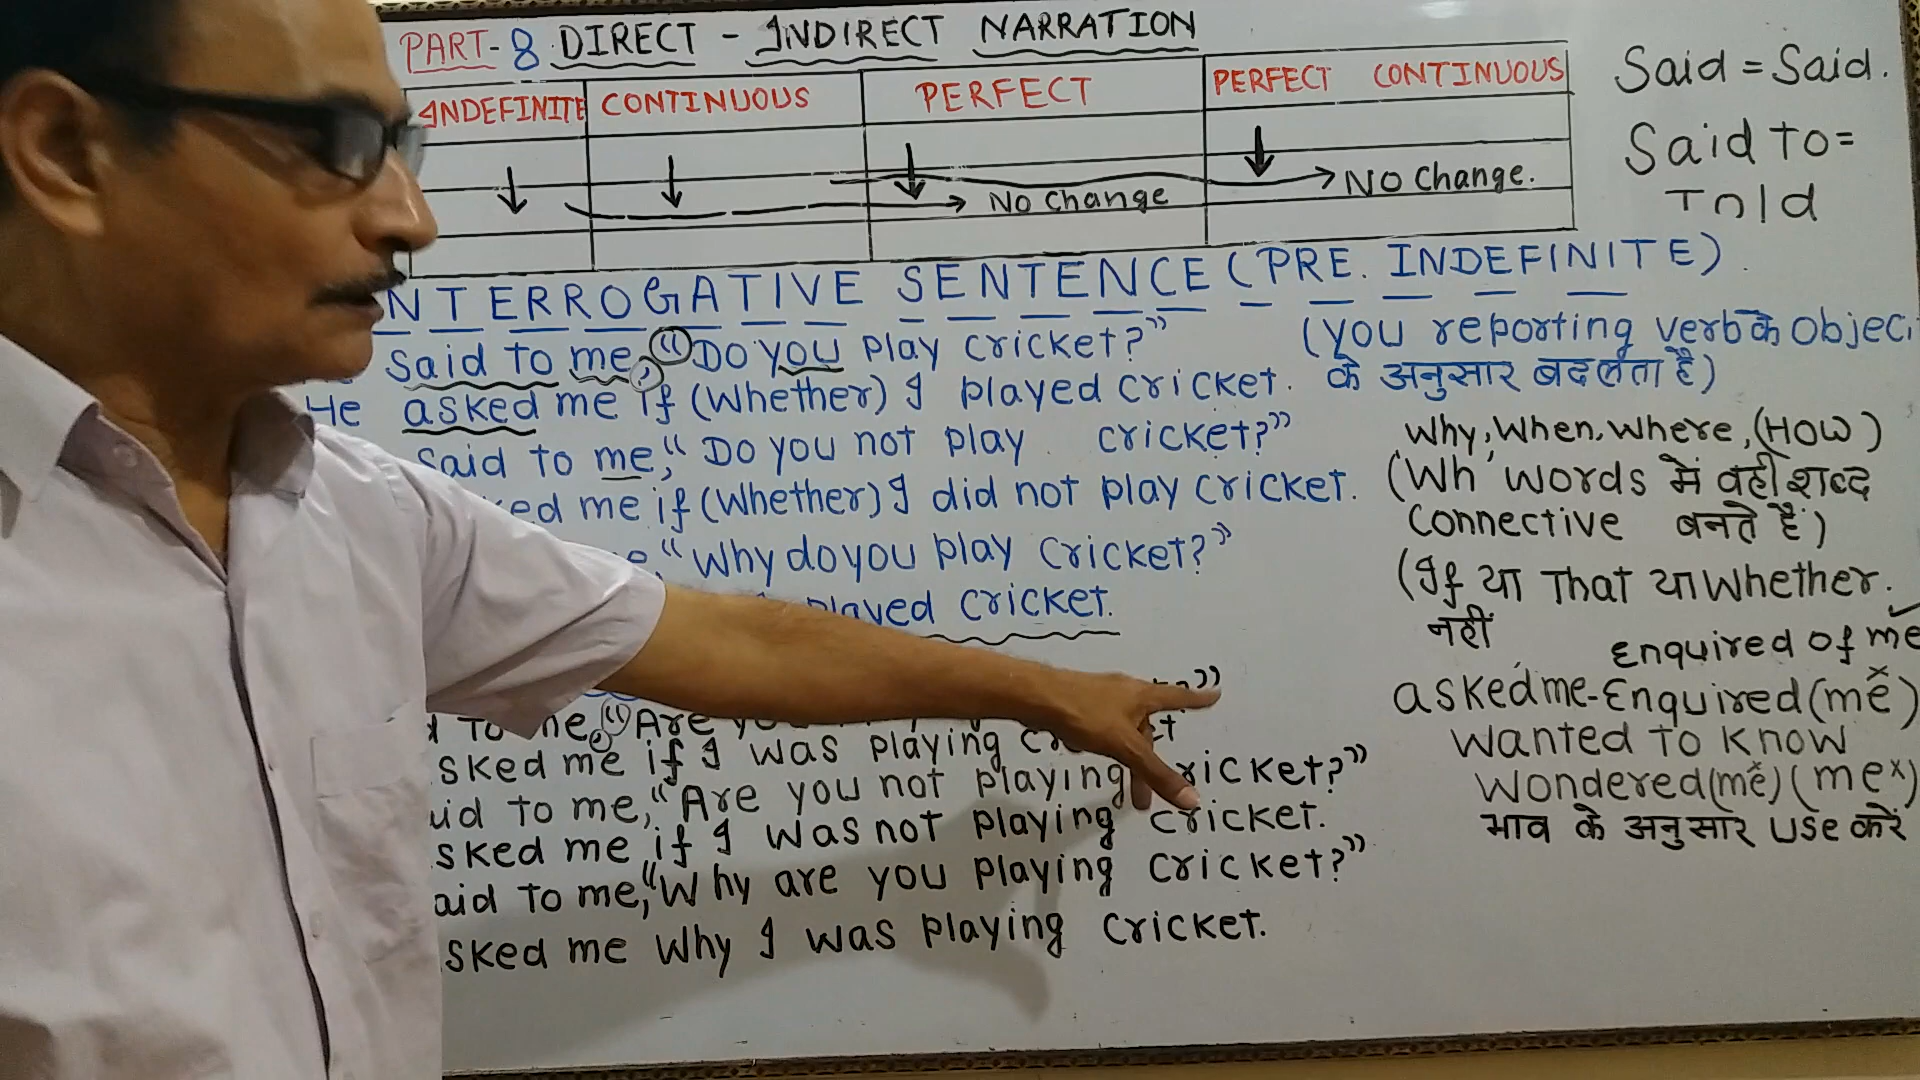 PART-8 DIRECT - INDIRECT NARRATION
INDEFINITE CONTINUOUS PERFECT PERFECT CONTINUOUS
No Change
No Change.
Said = Said.
Said To =
Told
INTERROGATIVE SENTENCE (PRE. INDEFINITE).
Said to me, "Do you play cricket?"
He asked me if (Whether) I played cricket.
said to me, "Do you not play cricket?"
me if (Whether) I did not play cricket.
"Why do you play cricket?"
played cricket.
(you reporting verb के Object
के अनुसार बदलता है)
Why, When, Where, (How)
(Wh' words में वही शब्द
Connective बनते हैं)
(If या That या Whether.
नहीं
Enquired of me
asked me - Enquired (me x)
wanted to know
wondered (me x) (me x)
भाव के अनुसार use करें
To me, "Are
asked me if I was playing
to me, "Are you not playing cricket?"
asked me if I was not playing cricket.
said to me, "Why are you playing cricket?"
asked me why I was playing cricket.